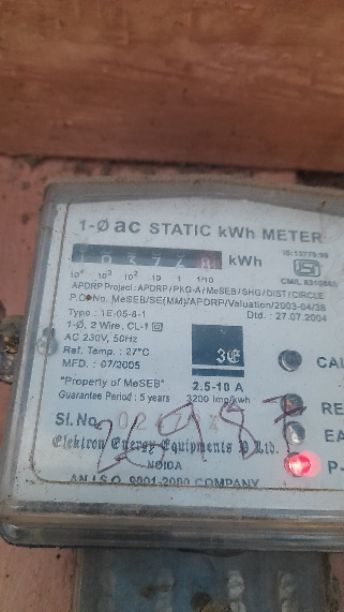 1-Ø ac STATIC kWh METER
kWh
IS:13779:99
10⁴ 10³ 10² 10¹ 1 1/10
CM/L
APDRP Project : APDRP/PKG-A/MeSEB/SHG/DIST/CIRCLE
P.O. No. MeSEB/SE(MM)/APDRP/Valuation/2003-04/38
Dtd. : 27.07.2004
Type : 1E-05-6-1
1-Ø, 2 Wire, CL-1
AC 230V, 50Hz
Ref. Temp. : 27°C
MFD. : 07/2005
3E
CAL
"Property of MeSEB"
2.5-10 A
Guarantee Period : 5 years
3200 Imp/kwh
RE
Sl. No.
EA
Elektron Energy Equipments P Ltd.
NOIDA
P-
AN I.S.O. 9001-2000 COMPANY